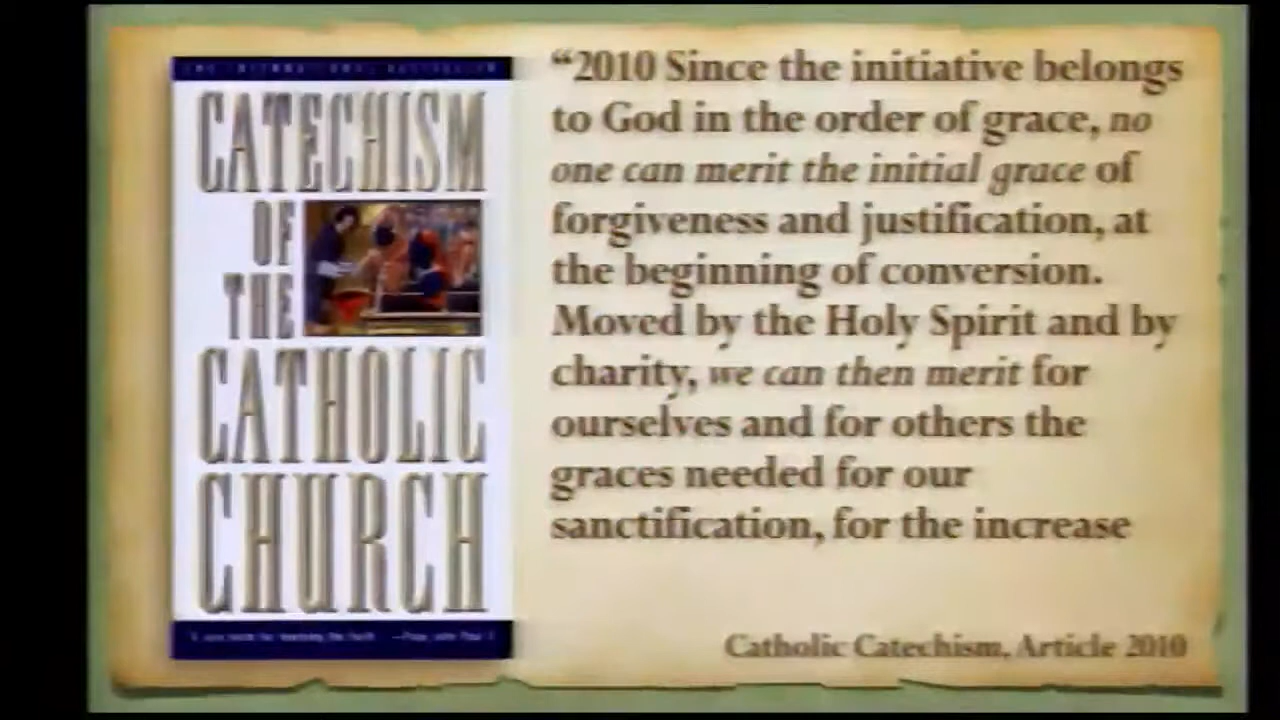 CATECHISM
OF
THE
CATHOLIC
CHURCH
“2010 Since the initiative belongs
to God in the order of grace, no
one can merit the initial grace of
forgiveness and justification, at
the beginning of conversion.
Moved by the Holy Spirit and by
charity, we can then merit for
ourselves and for others the
graces needed for our
sanctification, for the increase
Catholic Catechism, Article 2010